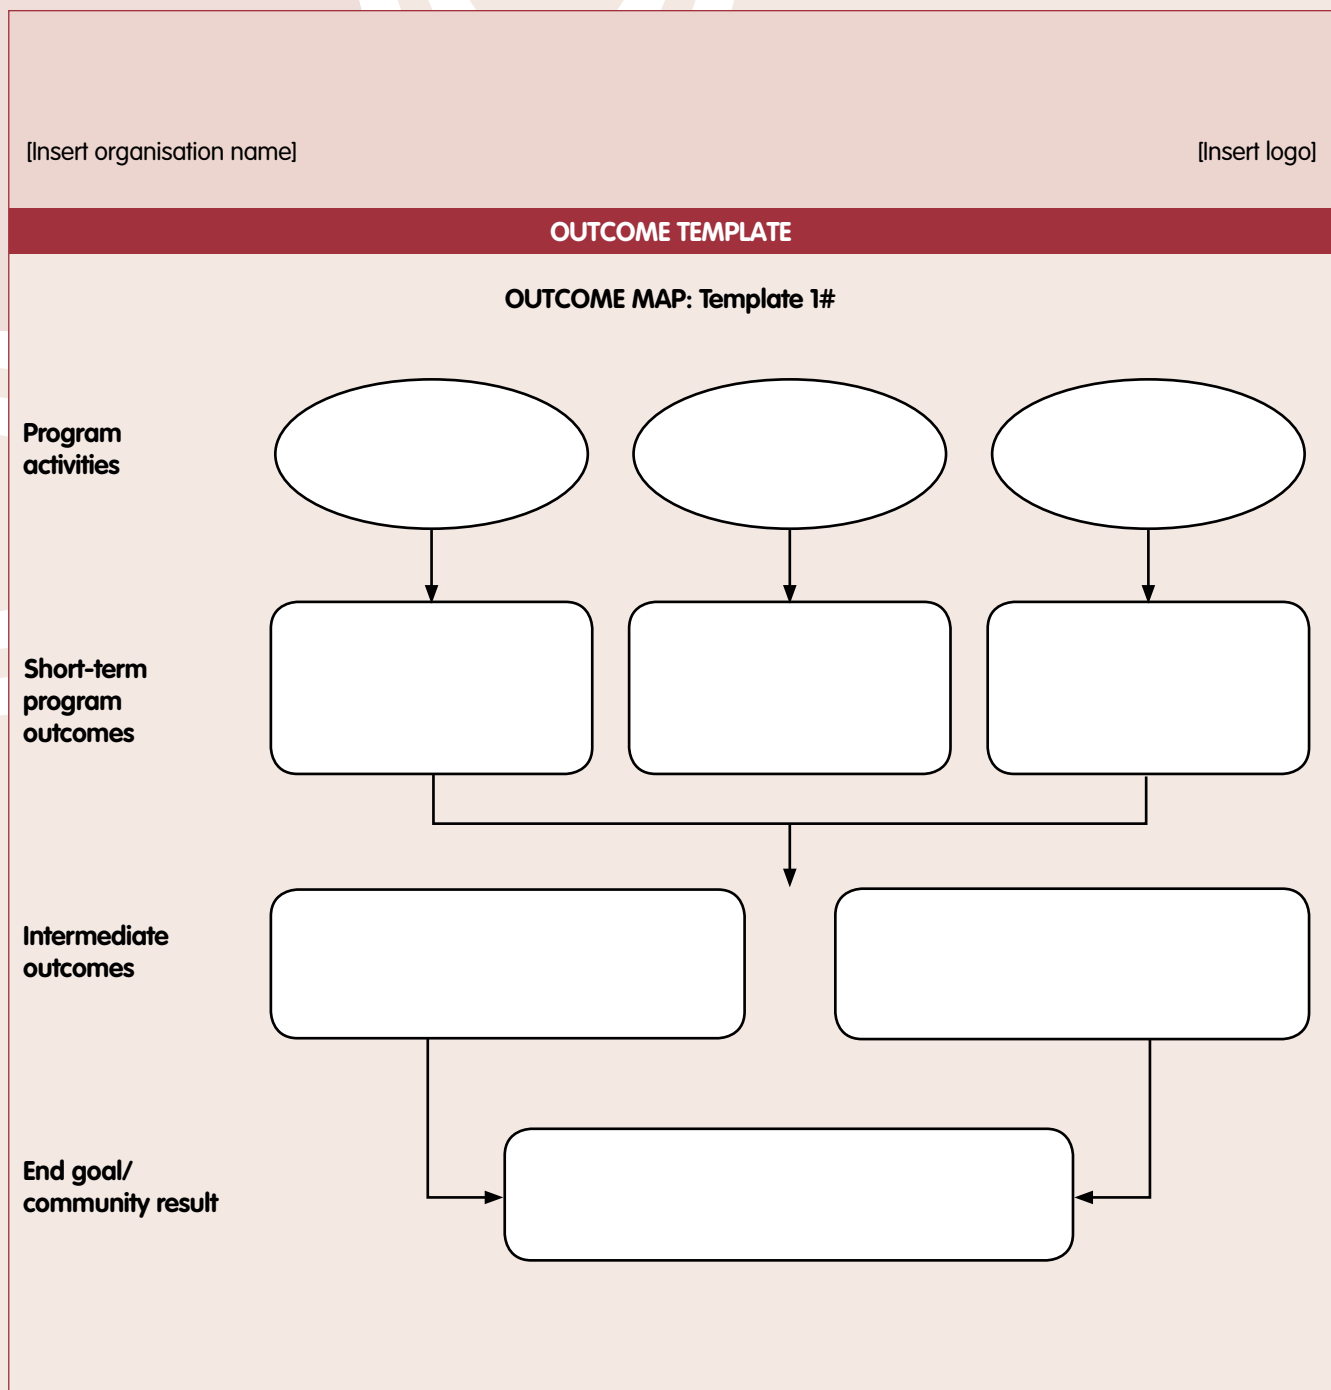 [Insert organisation name]
[Insert logo]
OUTCOME TEMPLATE
OUTCOME MAP: Template 1#
Program
activities
Short-term
program
outcomes
Intermediate
outcomes
End goal/
community result